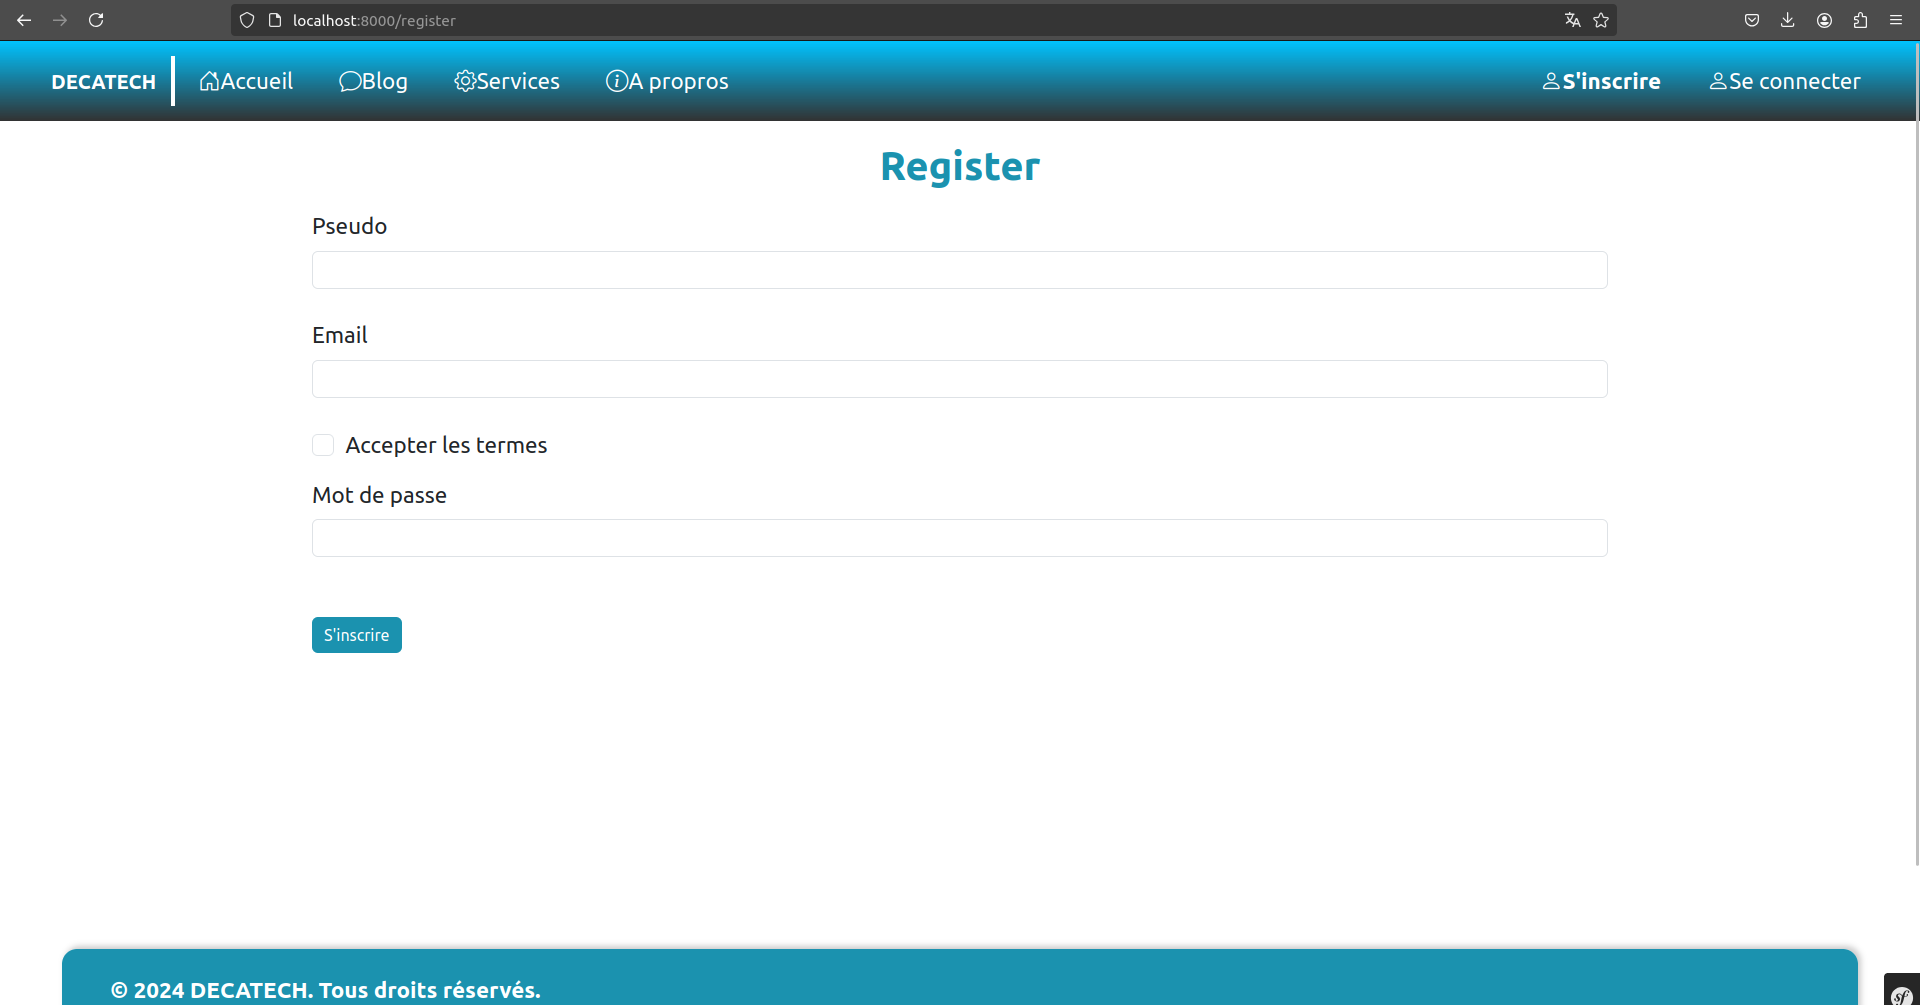 localhost:8000/register
DECATECH Accueil Blog Services A propros S'inscrire Se connecter
Register
Pseudo
Email
Accepter les termes
Mot de passe
S'inscrire
© 2024 DECATECH. Tous droits réservés.
sf